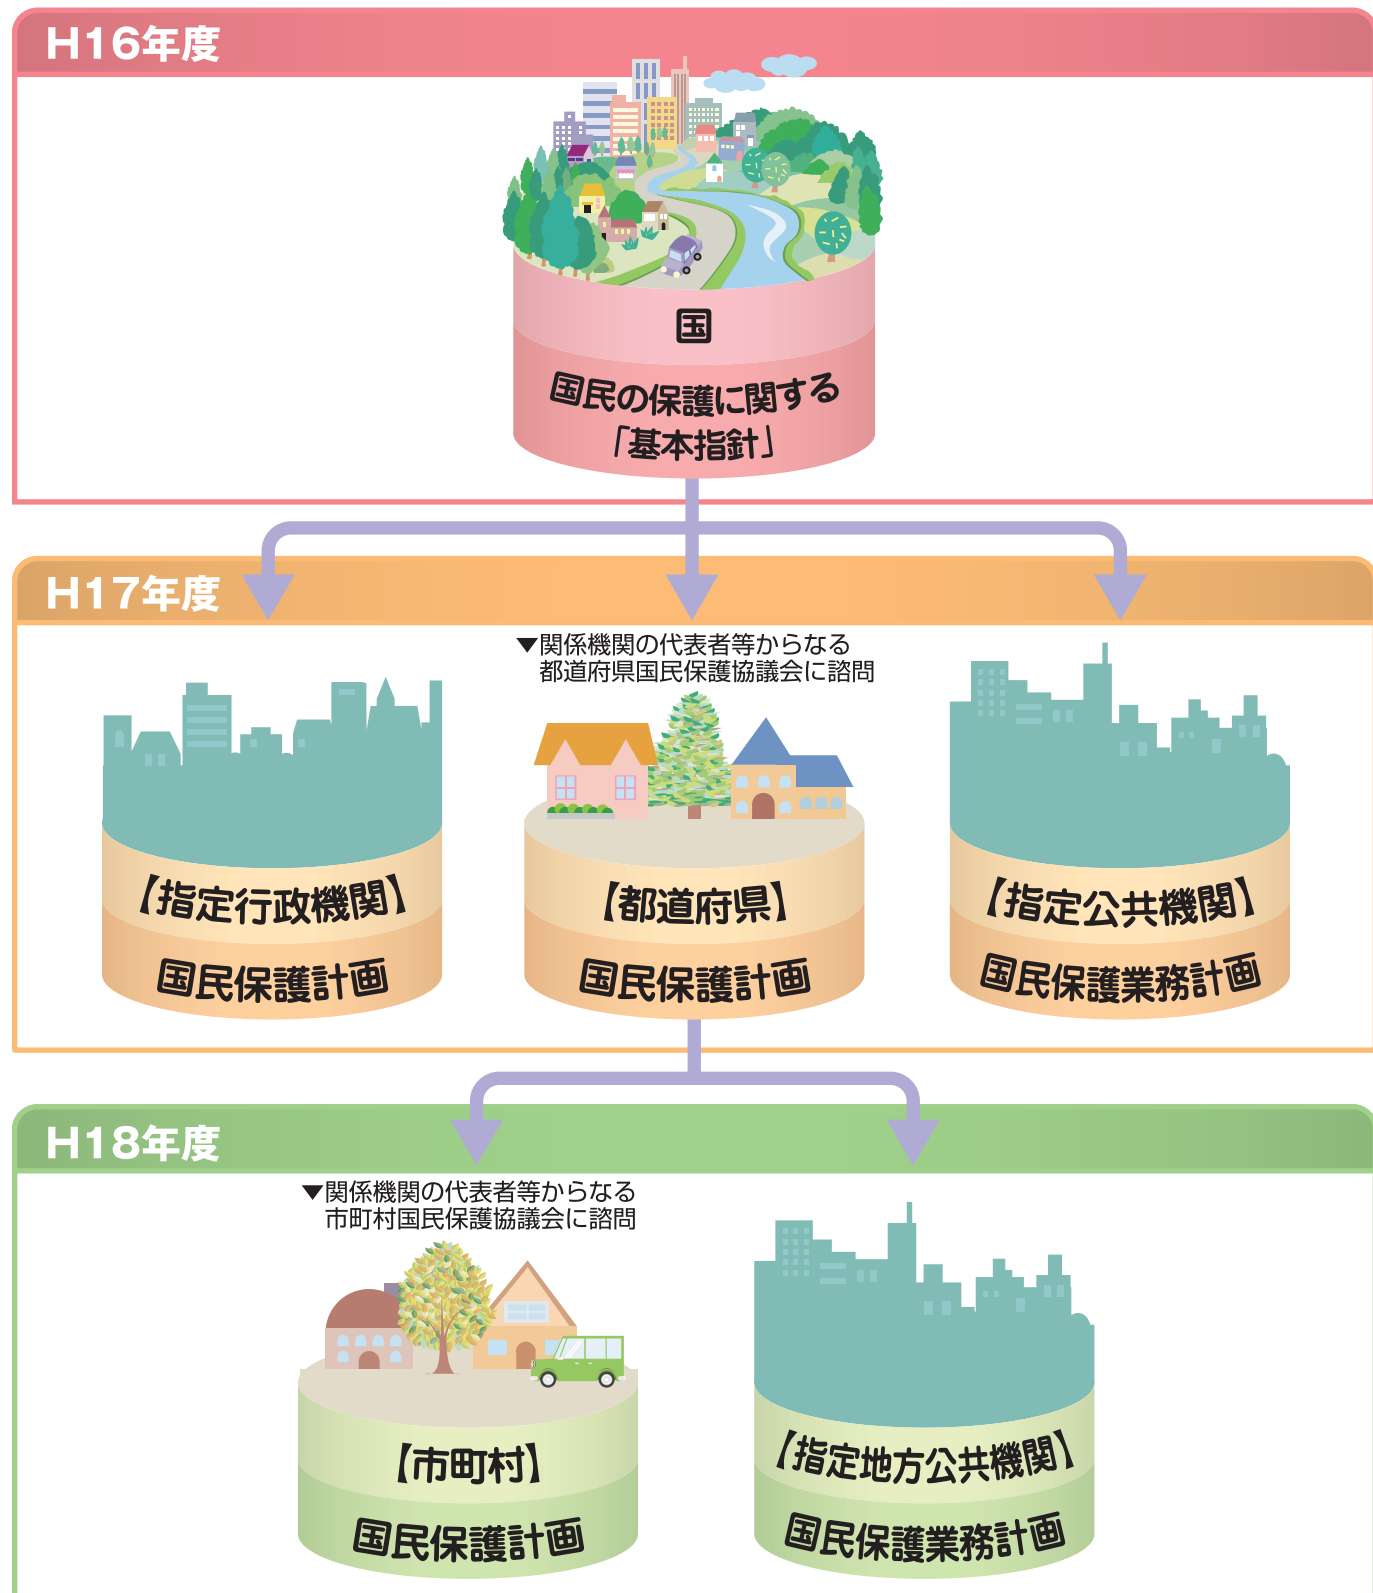 H16年度
国
国民の保護に関する
「基本指針」
H17年度
▼関係機関の代表者等からなる
都道府県国民保護協議会に諮問
【指定行政機関】
国民保護計画
【都道府県】
国民保護計画
【指定公共機関】
国民保護業務計画
H18年度
▼関係機関の代表者等からなる
市町村国民保護協議会に諮問
【市町村】
国民保護計画
【指定地方公共機関】
国民保護業務計画